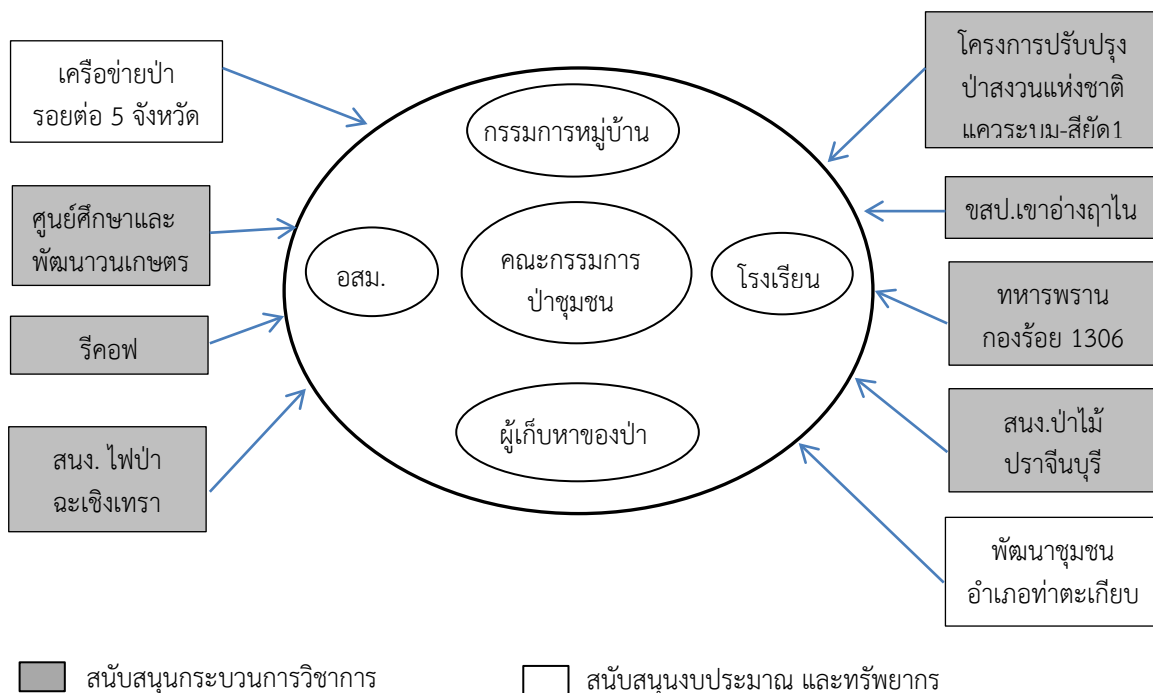 เครือข่ายป่า
รอยต่อ 5 จังหวัด
ศูนย์ศึกษาและ
พัฒนาวนเกษตร
รีคอฟ
สนง. ไฟป่า
ฉะเชิงเทรา
กรรมการหมู่บ้าน
อสม.
คณะกรรมการ
ป่าชุมชน
โรงเรียน
ผู้เก็บหาของป่า
โครงการปรับปรุง
ป่าสงวนแห่งชาติ
แควระบม-สียัด1
ขสป.เขาอ่างฤาไน
ทหารพราน
กองร้อย 1306
สนง.ป่าไม้
ปราจีนบุรี
พัฒนาชุมชน
อำเภอท่าตะเกียบ
สนับสนุนกระบวนการวิชาการ
สนับสนุนงบประมาณ และทรัพยากร